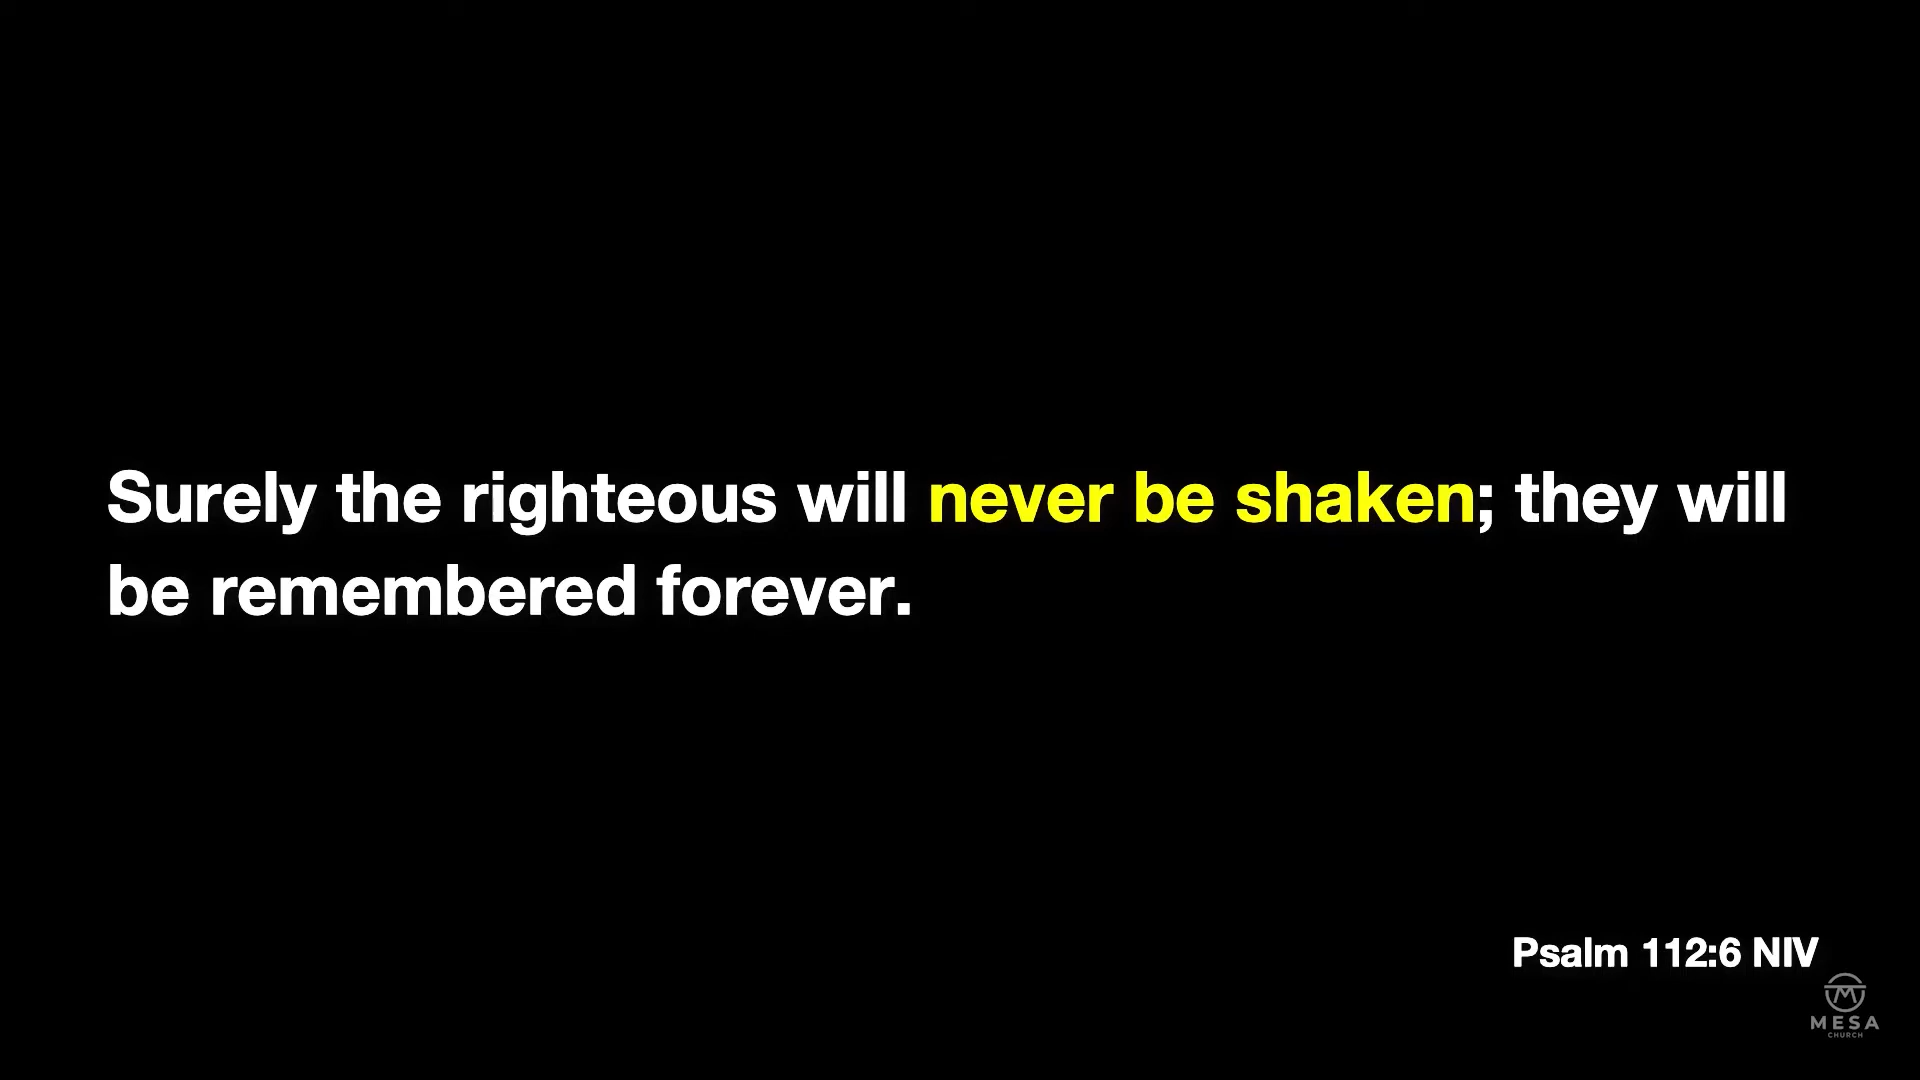 Surely the righteous will never be shaken; they will
be remembered forever.
Psalm 112:6 NIV
MESA
CHURCH